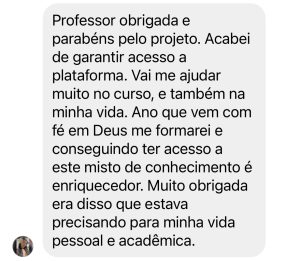 Professor obrigada e
parabéns pelo projeto. Acabei
de garantir acesso a
plataforma. Vai me ajudar
muito no curso, e também na
minha vida. Ano que vem com
fé em Deus me formarei e
conseguindo ter acesso a
este misto de conhecimento é
enriquecedor. Muito obrigada
era disso que estava
precisando para minha vida
pessoal e acadêmica.